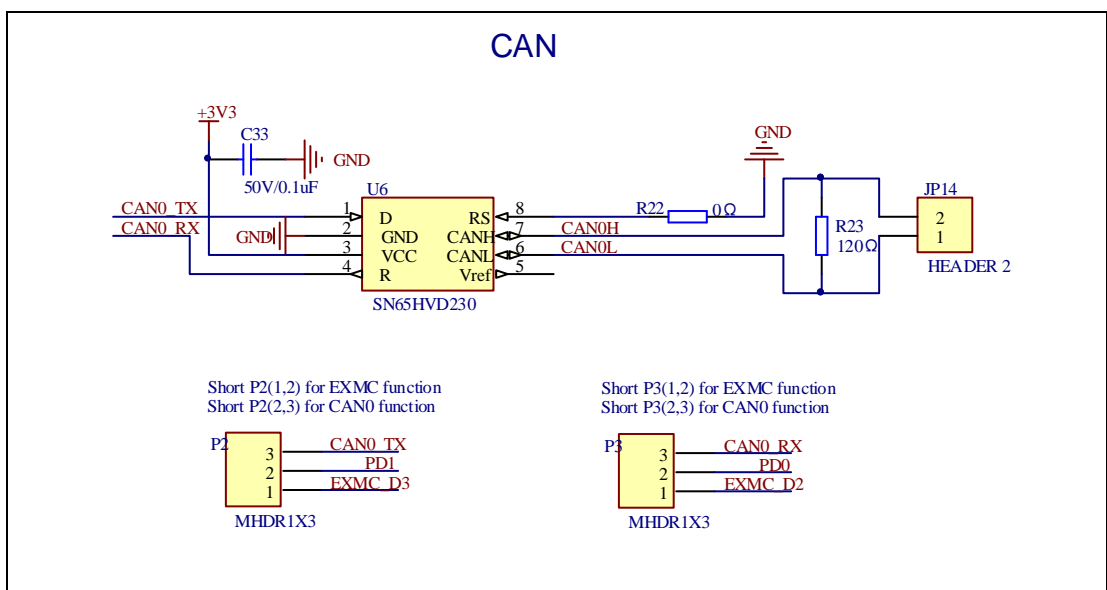 CAN
+3V3
C33
GND
50V/0.1uF
GND
U6
JP14
CAN0_TX
1
D
RS
8
R22
0Ω
2
CAN0_RX
GND
2
GND
CANH
7
CAN0H
R23
1
3
VCC
CANL
6
CAN0L
120Ω
4
R
Vref
5
HEADER 2
SN65HVD230
Short P2(1,2) for EXMC function
Short P2(2,3) for CAN0 function
P2
3
CAN0_TX
2
PD1
1
EXMC_D3
MHDR1X3
Short P3(1,2) for EXMC function
Short P3(2,3) for CAN0 function
P3
3
CAN0_RX
2
PD0
1
EXMC_D2
MHDR1X3